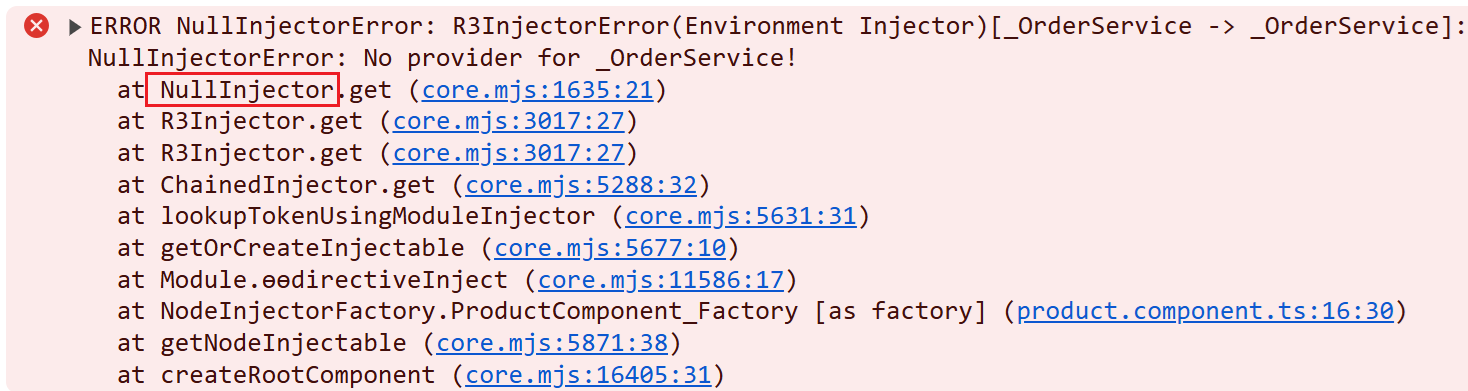 ERROR NullInjectorError: R3InjectorError(Environment Injector)[_OrderService -> _OrderService]:
NullInjectorError: No provider for _OrderService!
at NullInjector.get (core.mjs:1635:21)
at R3Injector.get (core.mjs:3017:27)
at R3Injector.get (core.mjs:3017:27)
at ChainedInjector.get (core.mjs:5288:32)
at lookupTokenUsingModuleInjector (core.mjs:5631:31)
at getOrCreateInjectable (core.mjs:5677:10)
at Module.ɵɵdirectiveInject (core.mjs:11586:17)
at NodeInjectorFactory.ProductComponent_Factory [as factory] (product.component.ts:16:30)
at getNodeInjectable (core.mjs:5871:38)
at createRootComponent (core.mjs:16405:31)